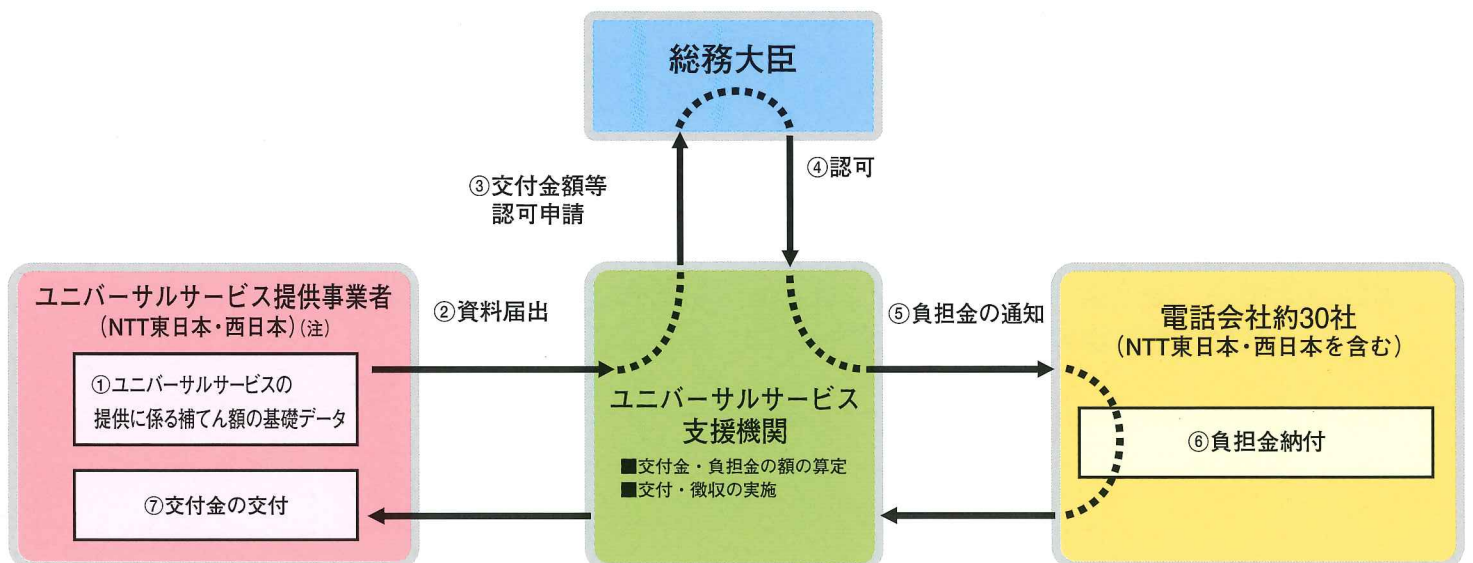 総務大臣
③交付金額等
認可申請
④認可
ユニバーサルサービス提供事業者
(NTT東日本・西日本)(注)
①ユニバーサルサービスの
提供に係る補てん額の基礎データ
⑦交付金の交付
②資料届出
ユニバーサルサービス
支援機関
■交付金・負担金の額の算定
■交付・徴収の実施
⑤負担金の通知
電話会社約30社
(NTT東日本・西日本を含む)
⑥負担金納付